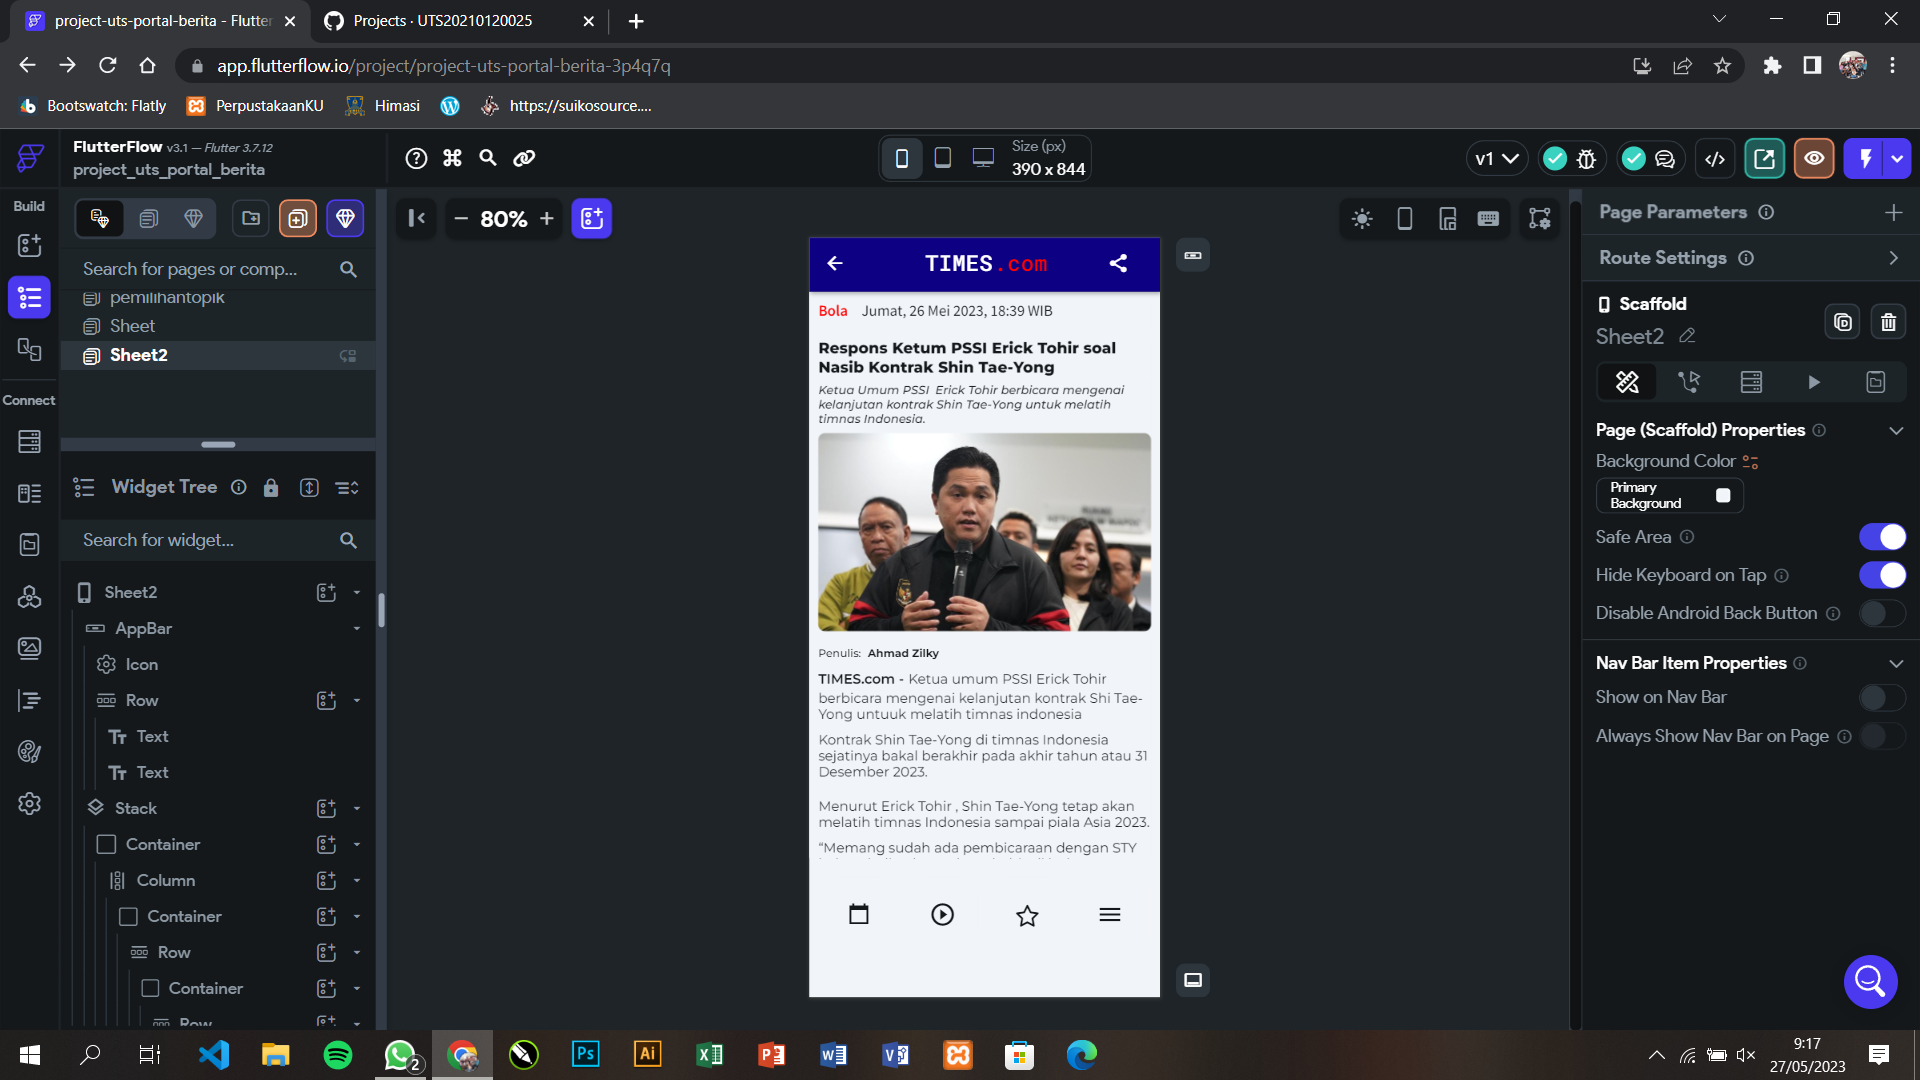 project-uts-portal-berita - Flutter
Projects · UTS20210120025
app.flutterflow.io/project/project-uts-portal-berita-3p4q7q
Bootswatch: Flatly
PerpustakaanKU
Himasi
https://suikosource....
FlutterFlow v3.1 – Flutter 3.7.12
project_uts_portal_berita
Size (px)
390 x 844
v1
Build
80%
Page Parameters
Search for pages or comp...
Route Settings
pemilihantopik
Sheet
Sheet2
Connect
Widget Tree
Search for widget...
Sheet2
AppBar
Icon
Row
Text
Text
Stack
Container
Column
Container
Row
Container
Row
TIMES.com
Bola Jumat, 26 Mei 2023, 18:39 WIB
Respons Ketum PSSI Erick Tohir soal
Nasib Kontrak Shin Tae-Yong
Ketua Umum PSSI Erick Tohir berbicara mengenai
kelanjutan kontrak Shin Tae-Yong untuk melatih
timnas Indonesia.
Penulis: Ahmad Zilky
TIMES.com - Ketua umum PSSI Erick Tohir
berbicara mengenai kelanjutan kontrak Shi Tae-
Yong untuuk melatih timnas indonesia
Kontrak Shin Tae-Yong di timnas Indonesia
sejatinya bakal berakhir pada akhir tahun atau 31
Desember 2023.
Menurut Erick Tohir , Shin Tae-Yong tetap akan
melatih timnas Indonesia sampai piala Asia 2023.
“Memang sudah ada pembicaraan dengan STY
Scaffold
Sheet2
Page (Scaffold) Properties
Background Color
Primary
Background
Safe Area
Hide Keyboard on Tap
Disable Android Back Button
Nav Bar Item Properties
Show on Nav Bar
Always Show Nav Bar on Page
Ps
Ai
2
9:17
27/05/2023